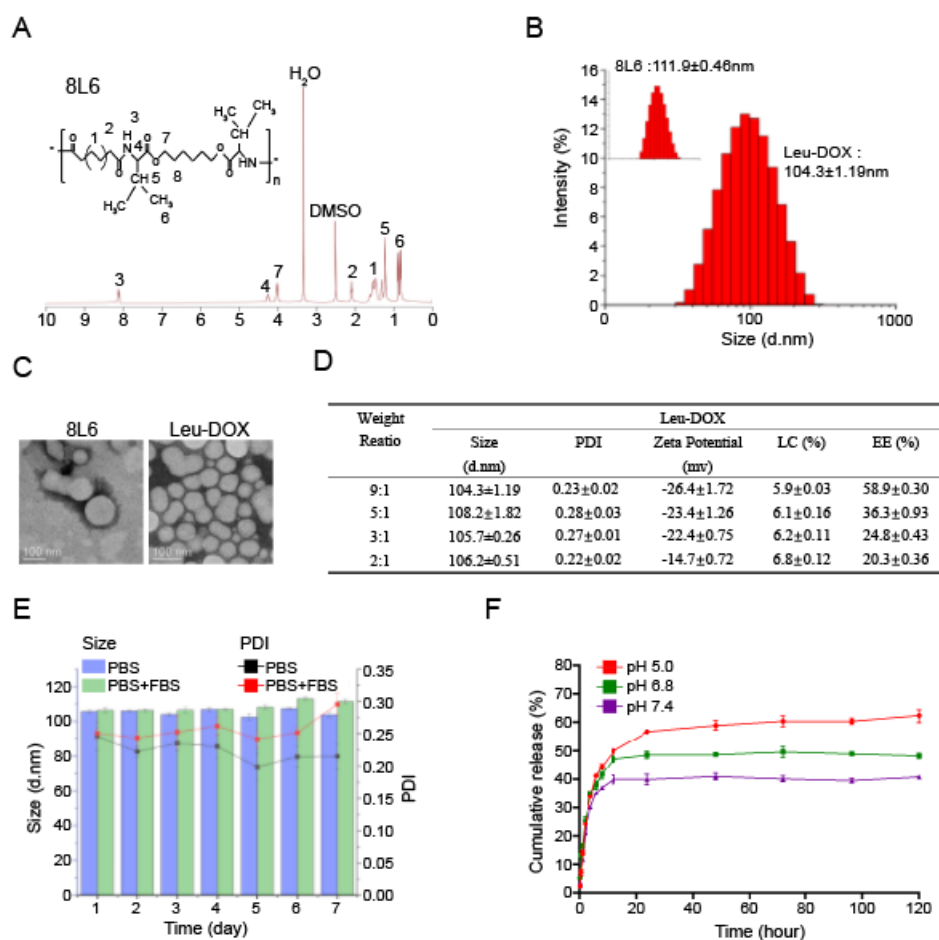 A
8L6
H₂O
DMSO
O
1
2
3
H
N
4
O
O
7
8
5
CH
H₃C
CH₃
6
O
O
HN
H₃C
CH₃
CH
n
3
4
7
2
1
5
6
10 9 8 7 6 5 4 3 2 1 0
B
8L6 :111.9±0.46nm
Leu-DOX :
104.3±1.19nm
Intensity (%)
16
14
12
10
8
6
4
2
0
0 100 1000
Size (d.nm)
C
8L6 Leu-DOX
100 nm 100 nm
D
Weight Reatio Leu-DOX
Size (d.nm) PDI Zeta Potential (mv) LC (%) EE (%)
9:1 104.3±1.19 0.23±0.02 -26.4±1.72 5.9±0.03 58.9±0.30
5:1 108.2±1.82 0.28±0.03 -23.4±1.26 6.1±0.16 36.3±0.93
3:1 105.7±0.26 0.27±0.01 -22.4±0.75 6.2±0.11 24.8±0.43
2:1 106.2±0.51 0.22±0.02 -14.7±0.72 6.8±0.12 20.3±0.36
E
Size PDI
PBS PBS
PBS+FBS PBS+FBS
Size (d.nm)
120
100
80
60
40
20
0
0.35
0.30
0.25
0.20
0.15
0.10
0.05
0.00
PDI
1 2 3 4 5 6 7
Time (day)
F
pH 5.0
pH 6.8
pH 7.4
Cumulative release (%)
80
70
60
50
40
30
20
10
0
0 20 40 60 80 100 120
Time (hour)